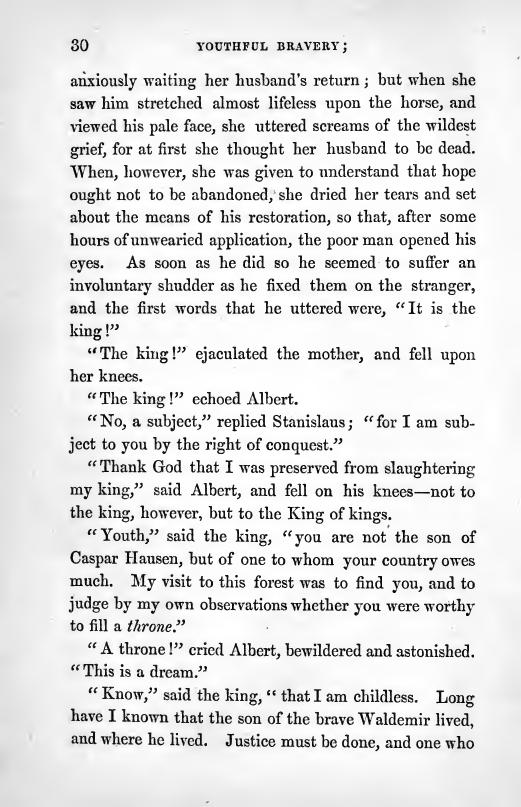 30 YOUTHFUL BRAVERY;
anxiously waiting her husband's return; but when she
saw him stretched almost lifeless upon the horse, and
viewed his pale face, she uttered screams of the wildest
grief, for at first she thought her husband to be dead.
When, however, she was given to understand that hope
ought not to be abandoned, she dried her tears and set
about the means of his restoration, so that, after some
hours of unwearied application, the poor man opened his
eyes. As soon as he did so he seemed to suffer an
involuntary shudder as he fixed them on the stranger,
and the first words that he uttered were, "It is the
king!"
"The king!" ejaculated the mother, and fell upon
her knees.
"The king!" echoed Albert.
"No, a subject," replied Stanislaus; "for I am sub-
ject to you by the right of conquest."
"Thank God that I was preserved from slaughtering
my king," said Albert, and fell on his knees—not to
the king, however, but to the King of kings.
"Youth," said the king, "you are not the son of
Caspar Hausen, but of one to whom your country owes
much. My visit to this forest was to find you, and to
judge by my own observations whether you were worthy
to fill a throne."
"A throne!" cried Albert, bewildered and astonished.
"This is a dream."
"Know," said the king, "that I am childless. Long
have I known that the son of the brave Waldemir lived,
and where he lived. Justice must be done, and one who